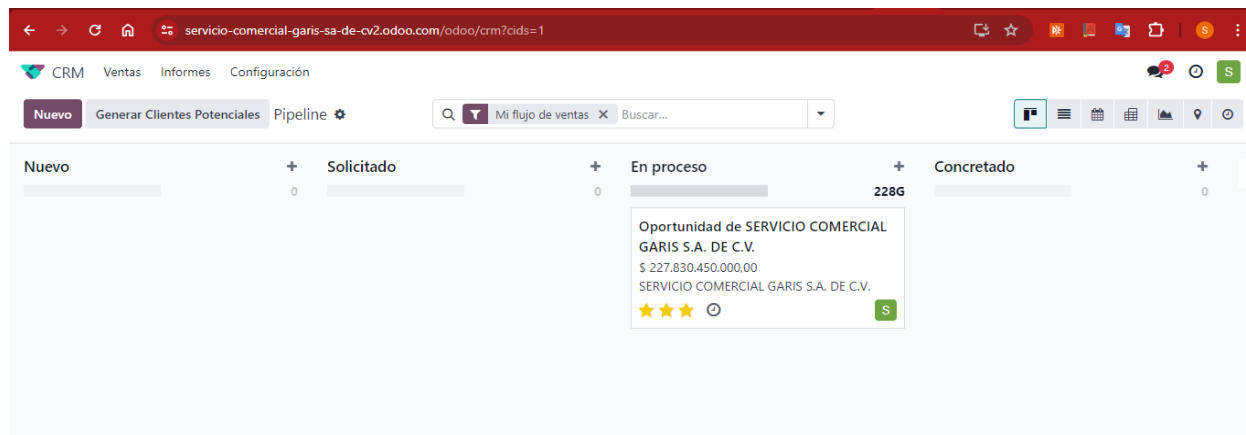 servicio-comercial-garis-sa-de-cv2.odoo.com/odoo/crm?cids=1
S
CRM Ventas Informes Configuración
2
S
Nuevo Generar Clientes Potenciales Pipeline
Mi flujo de ventas Buscar...
Nuevo + Solicitado + En proceso + Concretado +
0 0 228G 0
Oportunidad de SERVICIO COMERCIAL
GARIS S.A. DE C.V.
$ 227.830.450.000,00
SERVICIO COMERCIAL GARIS S.A. DE C.V.
S